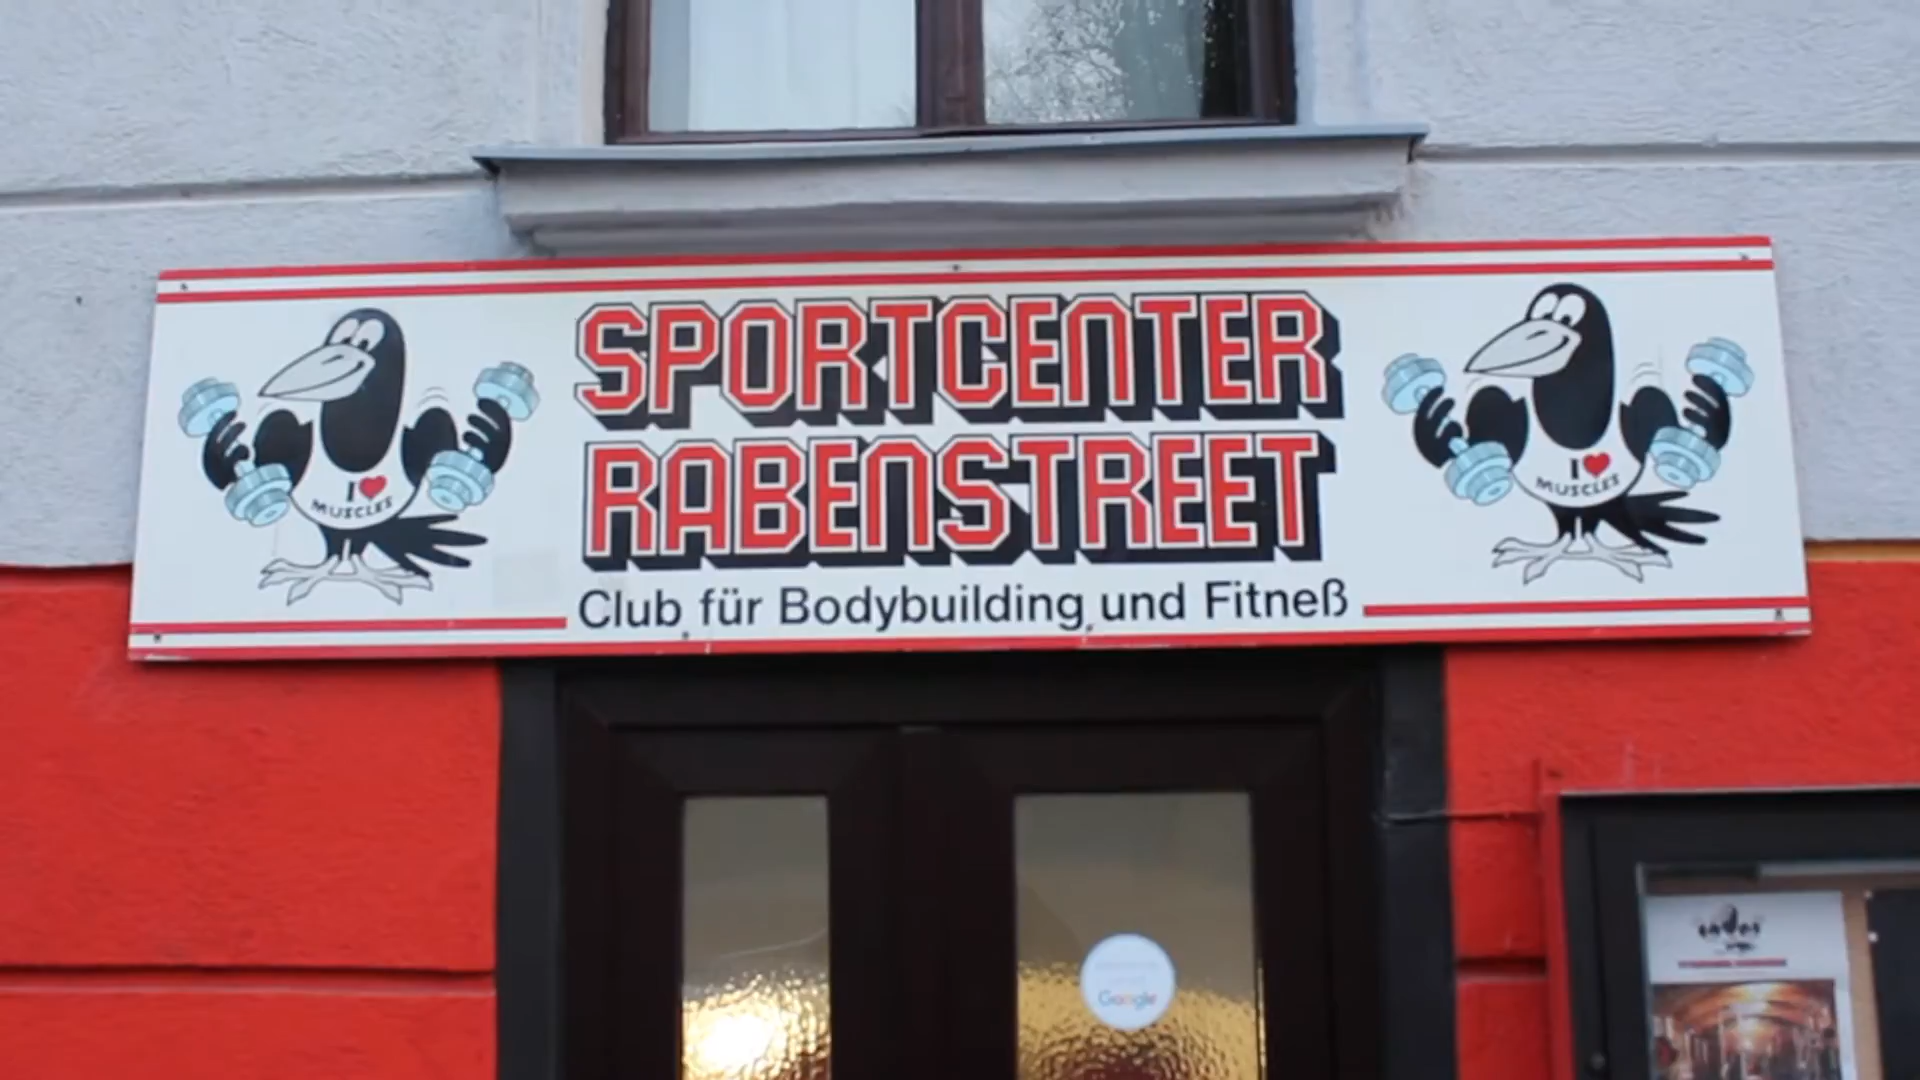 SPORTCENTER
RABENSTREET
Club für Bodybuilding und Fitneß
I ❤
MUSCLES
I ❤
MUSCLES
Google